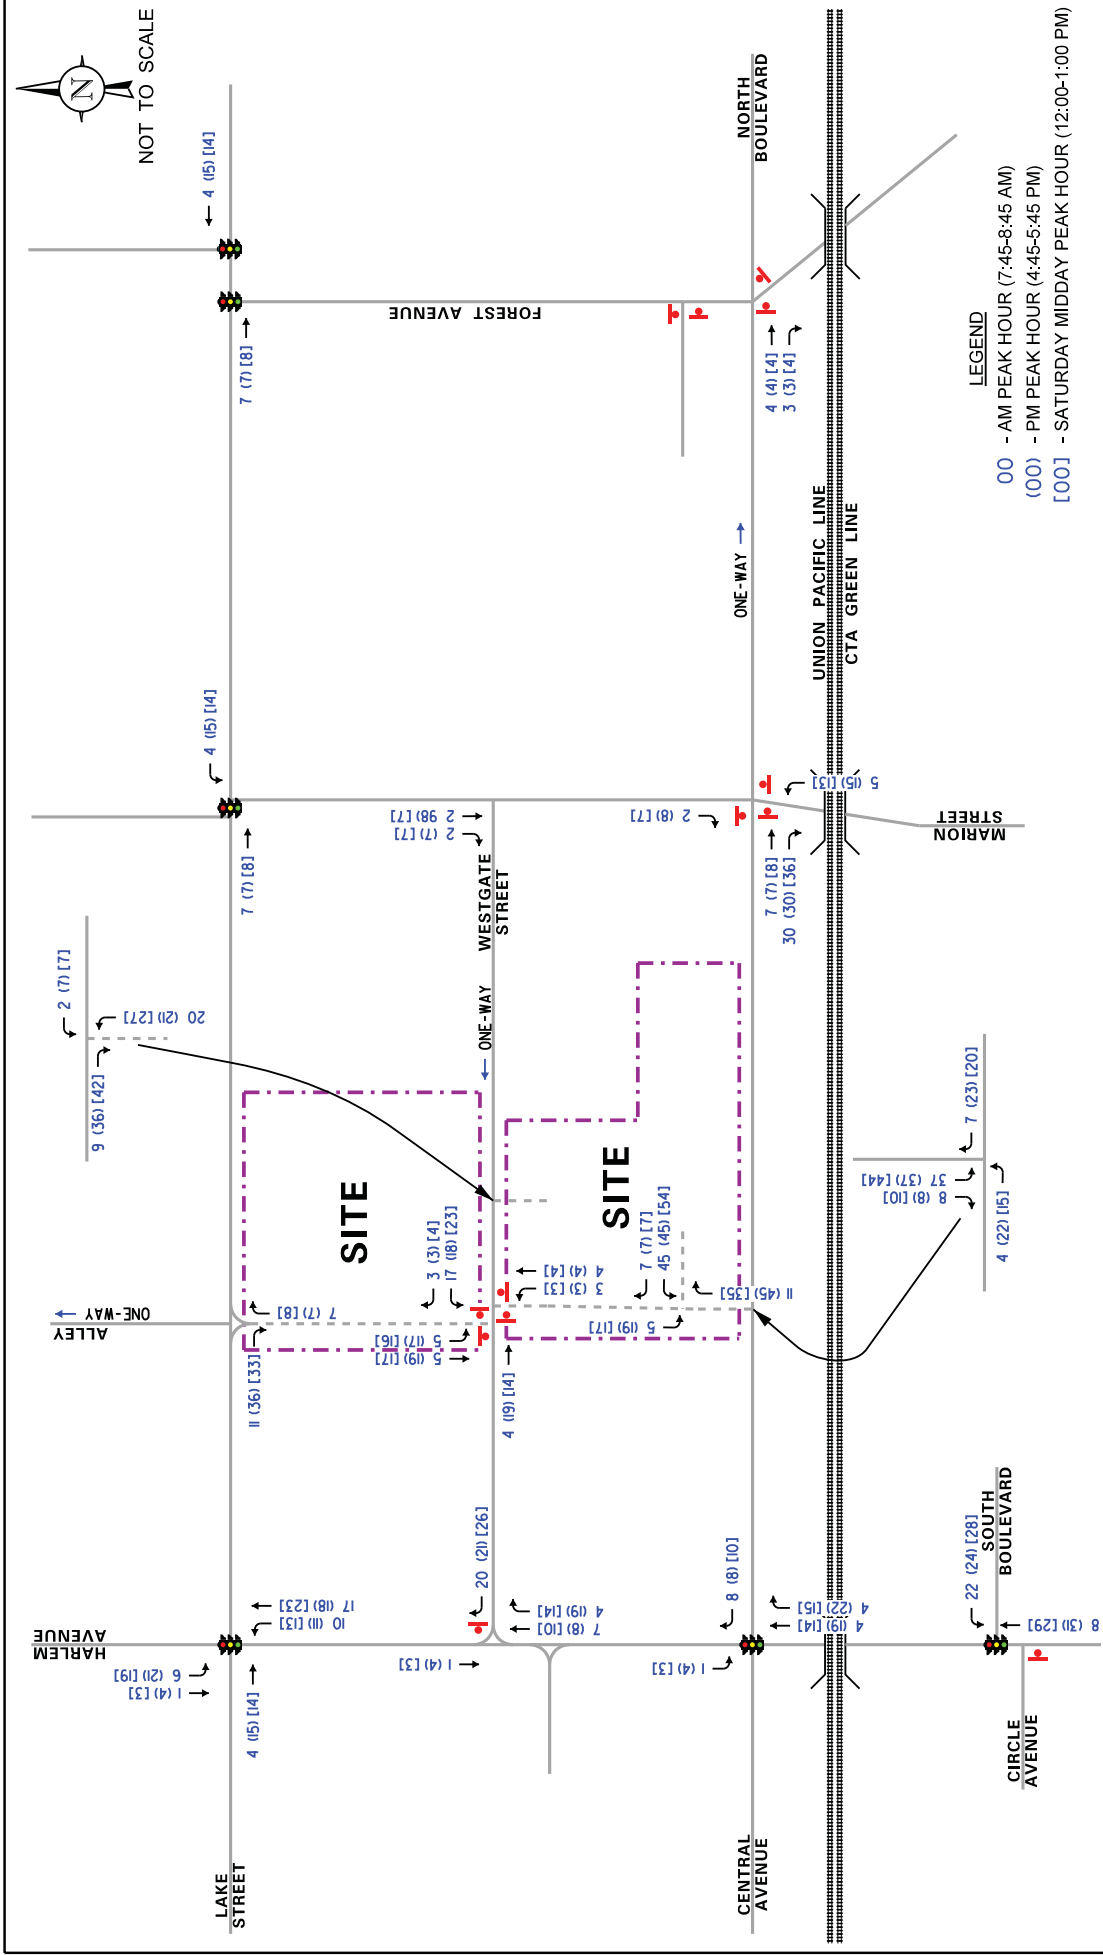 N
NOT TO SCALE
4 (15) [14]
7 (7) [8]
FOREST AVENUE
NORTH
BOULEVARD
4 (4) [4]
3 (3) [4]
LEGEND
00 - AM PEAK HOUR (7:45-8:45 AM)
(00) - PM PEAK HOUR (4:45-5:45 PM)
[00] - SATURDAY MIDDAY PEAK HOUR (12:00-1:00 PM)
ONE-WAY
UNION PACIFIC LINE
CTA GREEN LINE
4 (15) [14]
7 (7) [8]
2 98) [7]
2 (7) [7]
2 (8) [7]
5 (15) [13]
7 (7) [8]
30 (30) [36]
MARION
STREET
WESTGATE
STREET
ONE-WAY
2 (7) [7]
20 (21) [27]
9 (36) [42]
SITE
SITE
ONE-WAY
ALLEY
7 (7) [8]
11 (36) [33]
3 (3) [4]
17 (18) [23]
5 (17) [16]
5 (19) [17]
4 (4) [4]
3 (3) [3]
4 (19) [14]
7 (7) [7]
45 (45) [54]
5 (19) [17]
11 (45) [35]
7 (23) [20]
37 (37) [44]
8 (8) [10]
4 (22) [15]
HARLEM
AVENUE
17 (18) [23]
10 (11) [13]
6 (21) [19]
1 (4) [3]
4 (15) [14]
20 (21) [26]
4 (19) [14]
7 (8) [10]
1 (4) [3]
8 (8) [10]
1 (4) [3]
4 (22) [15]
4 (19) [14]
22 (24) [28]
SOUTH
BOULEVARD
8 (31) [29]
CIRCLE
AVENUE
LAKE
STREET
CENTRAL
AVENUE